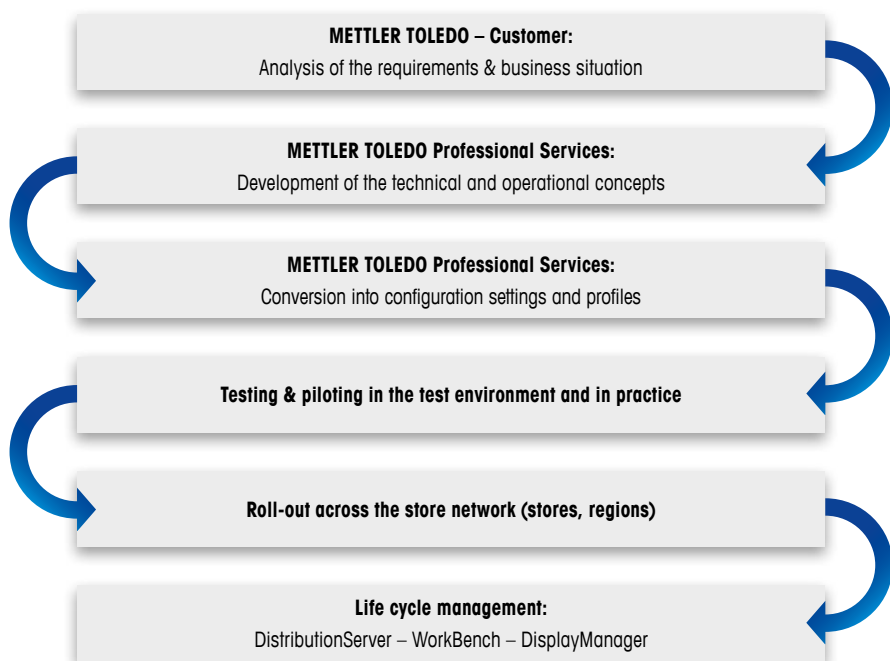 METTLER TOLEDO – Customer:
Analysis of the requirements & business situation
METTLER TOLEDO Professional Services:
Development of the technical and operational concepts
METTLER TOLEDO Professional Services:
Conversion into configuration settings and profiles
Testing & piloting in the test environment and in practice
Roll-out across the store network (stores, regions)
Life cycle management:
DistributionServer – WorkBench – DisplayManager